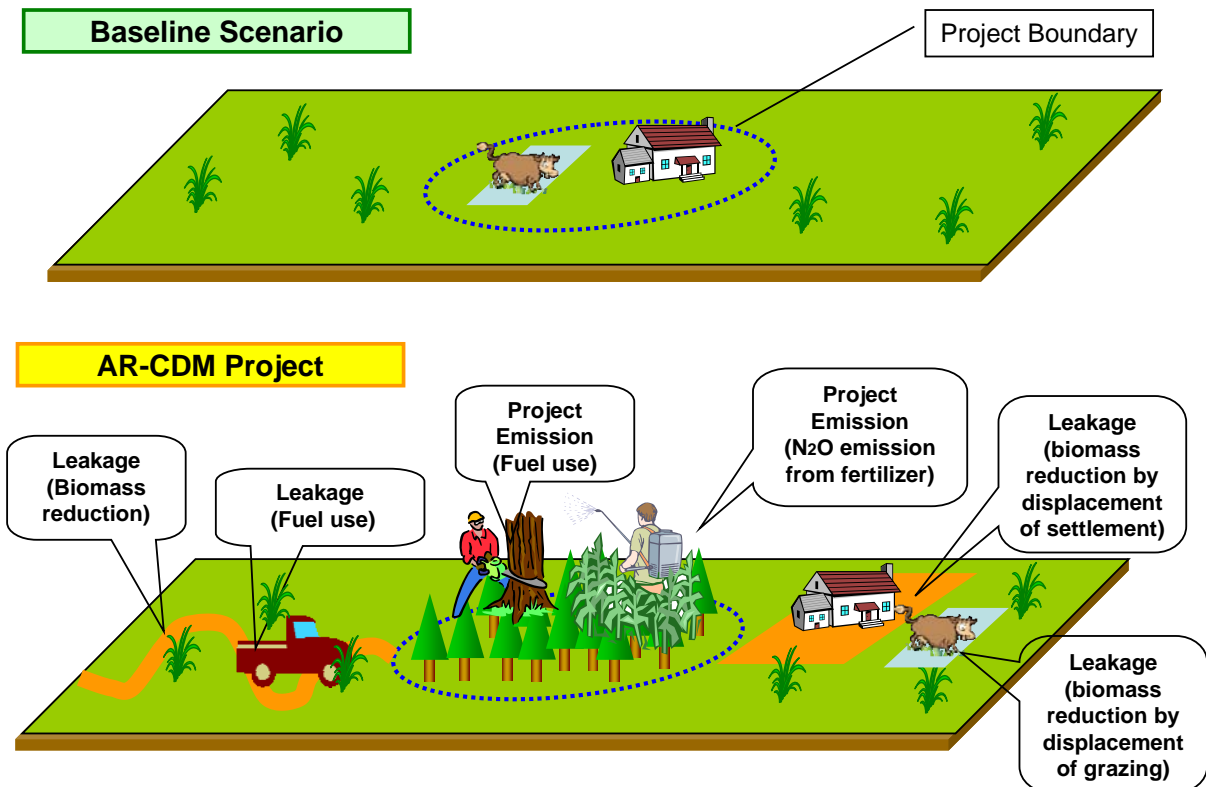 Baseline Scenario
Project Boundary
AR-CDM Project
Leakage
(Biomass
reduction)
Leakage
(Fuel use)
Project
Emission
(Fuel use)
Project
Emission
(N2O emission
from fertilizer)
Leakage
(biomass
reduction by
displacement
of settlement)
Leakage
(biomass
reduction by
displacement
of grazing)